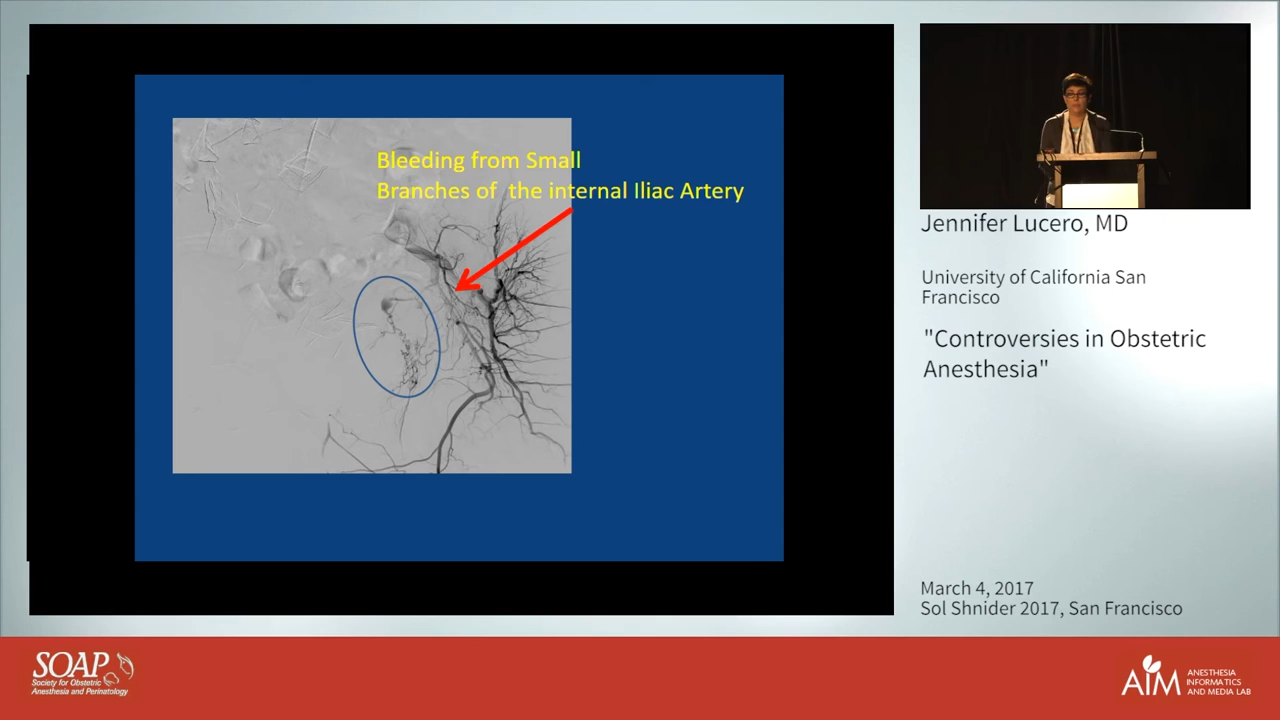 Bleeding from Small
Branches of the internal Iliac Artery
Jennifer Lucero, MD
University of California San
Francisco
"Controversies in Obstetric
Anesthesia"
March 4, 2017
Sol Shnider 2017, San Francisco
SOAP
Society for Obstetric
Anesthesia and Perinatology
AIM
ANESTHESIA
INFORMATICS
AND MEDIA LAB